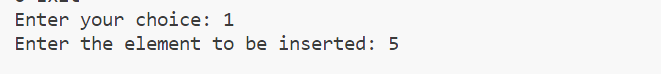 Enter your choice: 1
Enter the element to be inserted: 5